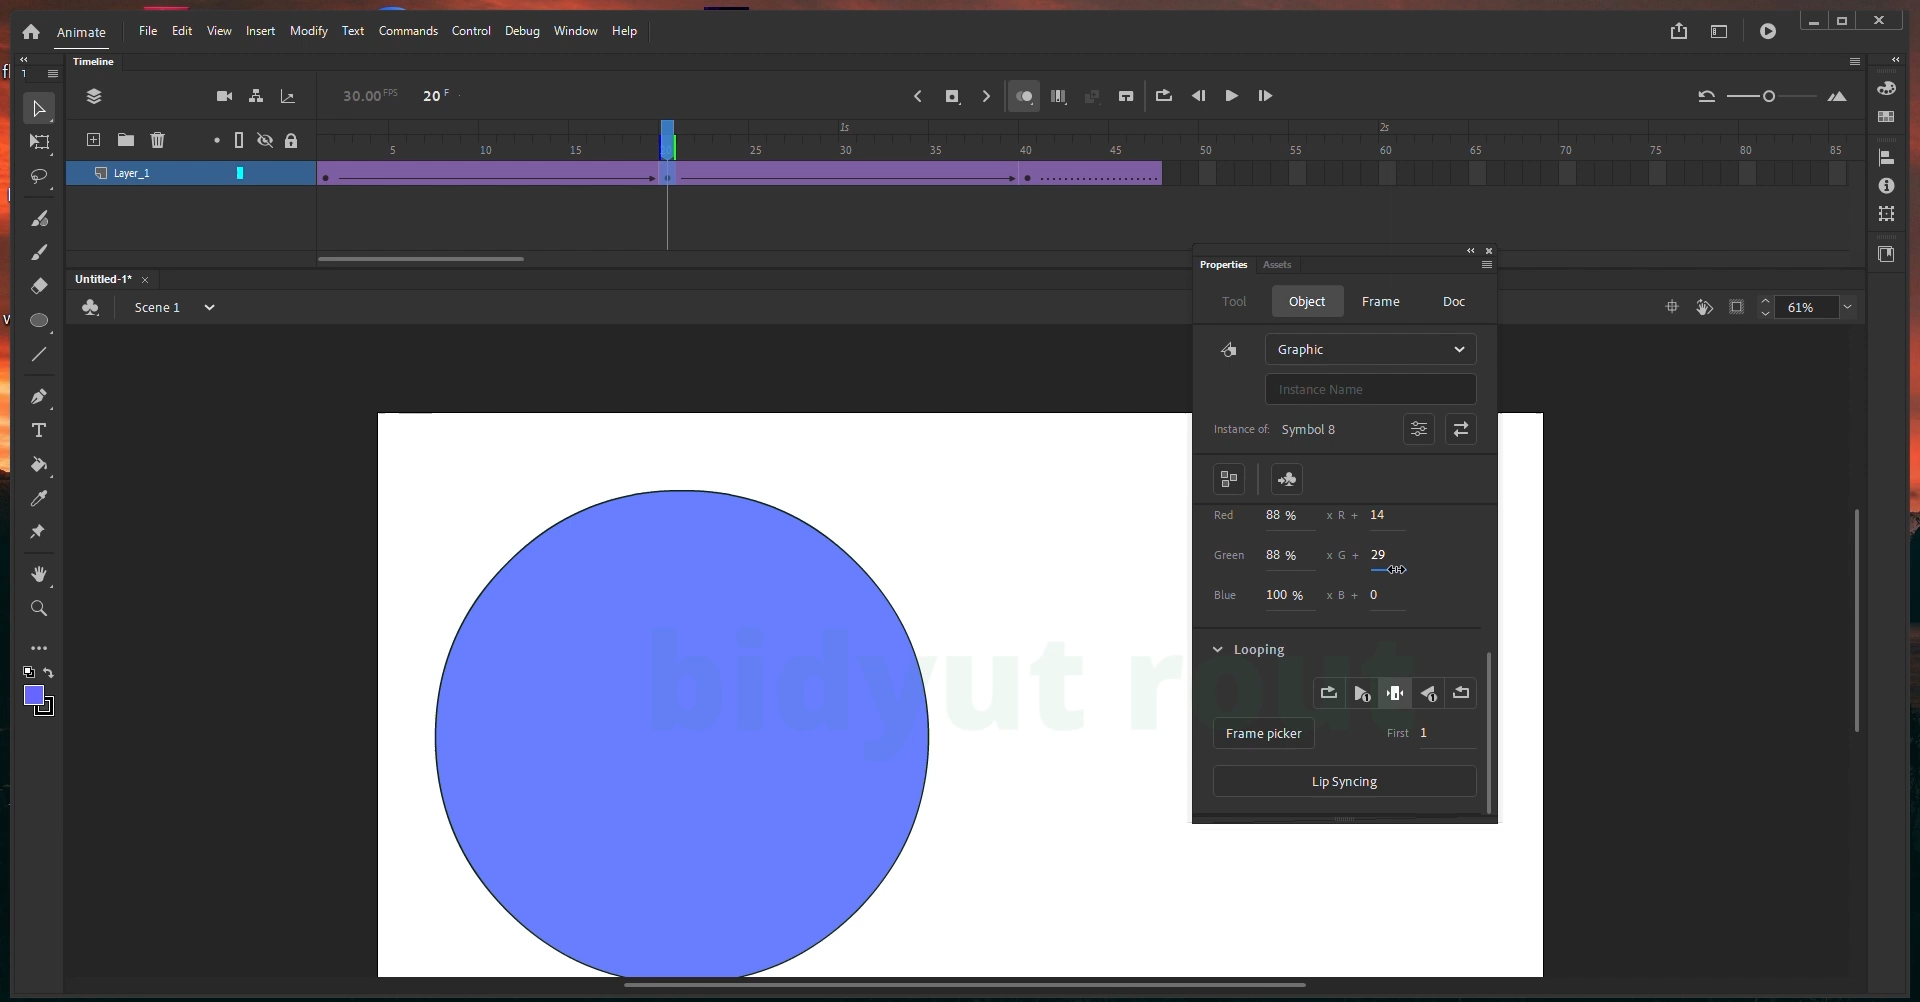 Animate File Edit View Insert Modify Text Commands Control Debug Window Help
Timeline
1
30.00 FPS 20 F
1s 2s
5 10 15 20 25 30 35 40 45 50 55 60 65 70 75 80 85
Layer_1
Properties Assets
Untitled-1*
Tool Object Frame Doc
Scene 1
61%
Graphic
Instance Name
Instance of: Symbol 8
Red 88 % x R + 14
Green 88 % x G + 29
Blue 100 % x B + 0
Looping
bidyut rout
Frame picker First 1
Lip Syncing